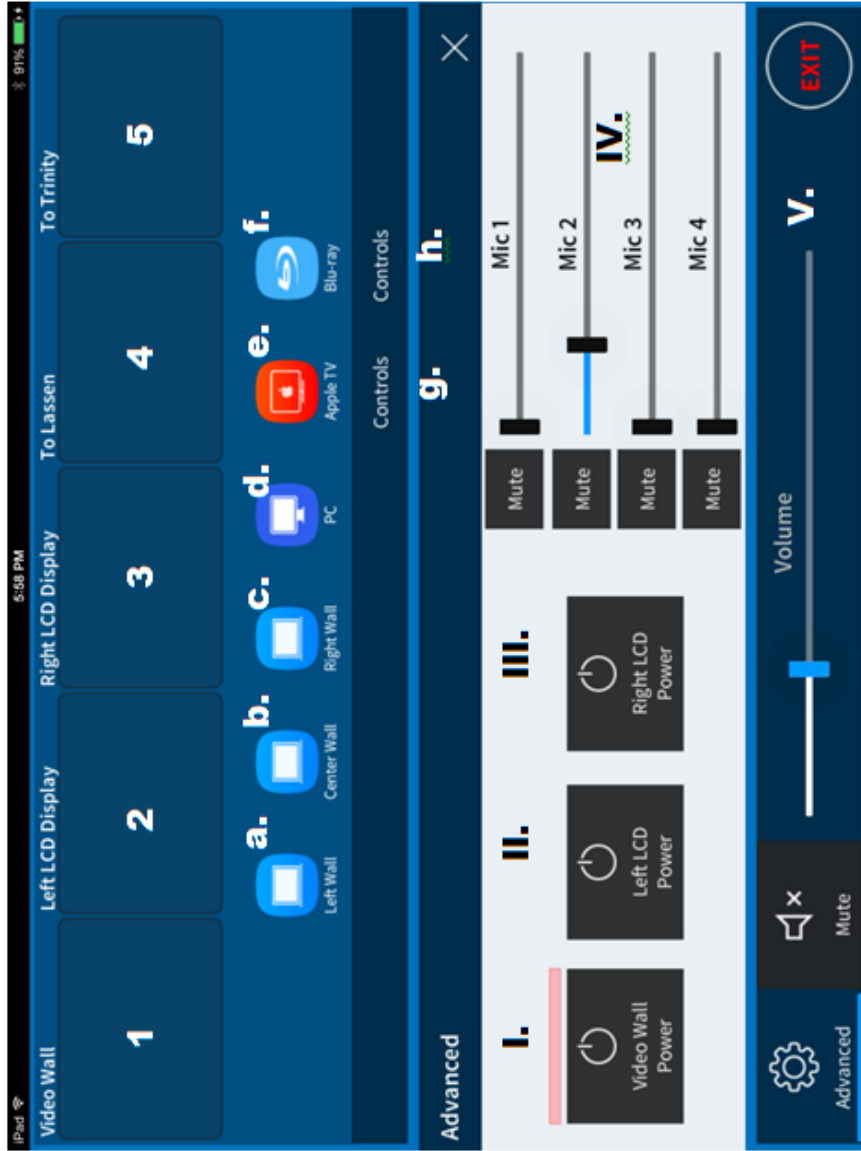 iPad 5:58 PM 91%
Video Wall Left LCD Display Right LCD Display To Lassen To Trinity
1 2 3 4 5
a. b. c. d. e. f.
Left Wall Center Wall Right Wall PC Apple TV Blu-ray
Controls Controls
Advanced g. h.
I. II. III.
Video Wall
Power
Left LCD
Power
Right LCD
Power
Mute Mic 1
Mute Mic 2
IV.
Mute Mic 3
Mute Mic 4
Advanced Mute Volume V. EXIT